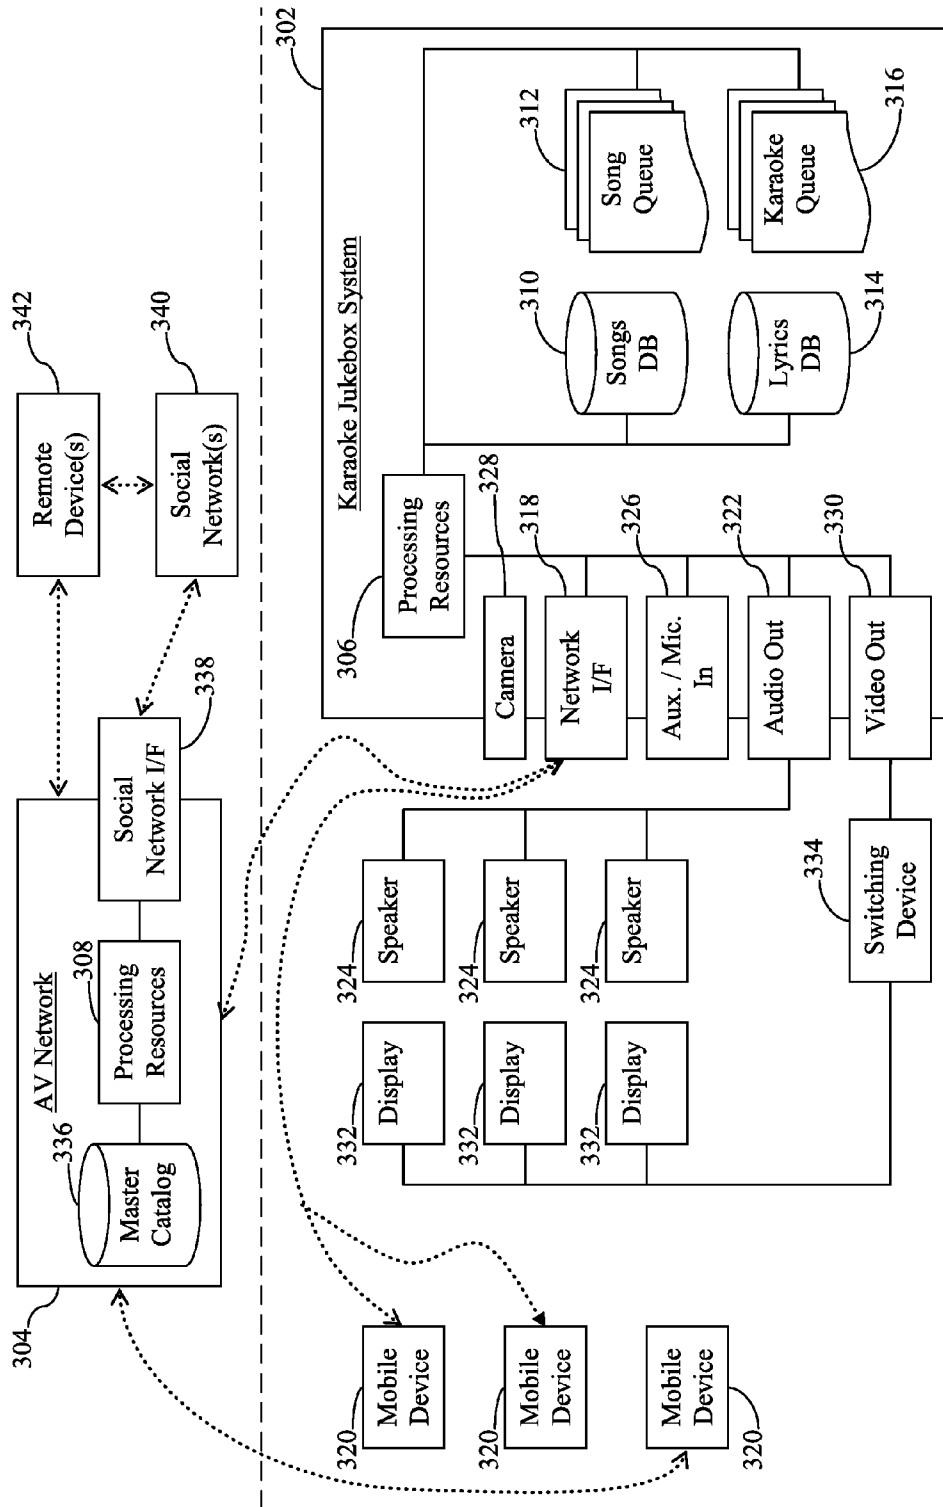 304
AV Network
336
Master
Catalog
308
Processing
Resources
Social
Network I/F
338
Remote
Device(s)
342
Social
Network(s)
340
320
Mobile
Device
320
Mobile
Device
Mobile
Device
320
332
Display
332
Display
332
Display
324
Speaker
324
Speaker
324
Speaker
334
Switching
Device
302
Karaoke Jukebox System
306
Processing
Resources
Camera
328
Network
I/F
318
Aux. / Mic.
In
326
Audio Out
322
Video Out
330
310
Songs
DB
312
Song
Queue
Lyrics
DB
314
Karaoke
Queue
316